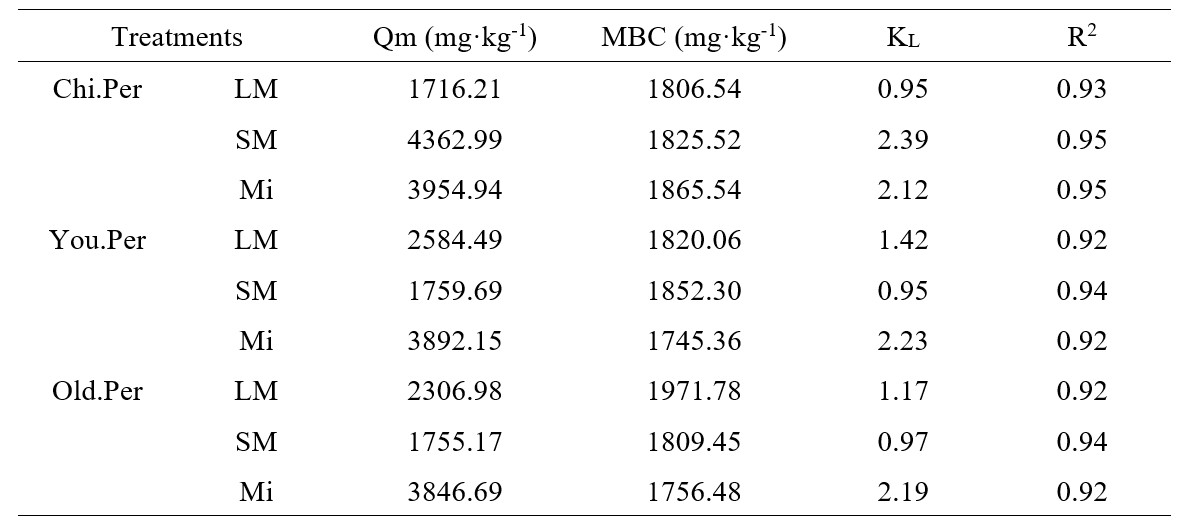 Treatments Qm (mg·kg-1) MBC (mg·kg-1) KL R2
Chi.Per LM 1716.21 1806.54 0.95 0.93
SM 4362.99 1825.52 2.39 0.95
Mi 3954.94 1865.54 2.12 0.95
You.Per LM 2584.49 1820.06 1.42 0.92
SM 1759.69 1852.30 0.95 0.94
Mi 3892.15 1745.36 2.23 0.92
Old.Per LM 2306.98 1971.78 1.17 0.92
SM 1755.17 1809.45 0.97 0.94
Mi 3846.69 1756.48 2.19 0.92